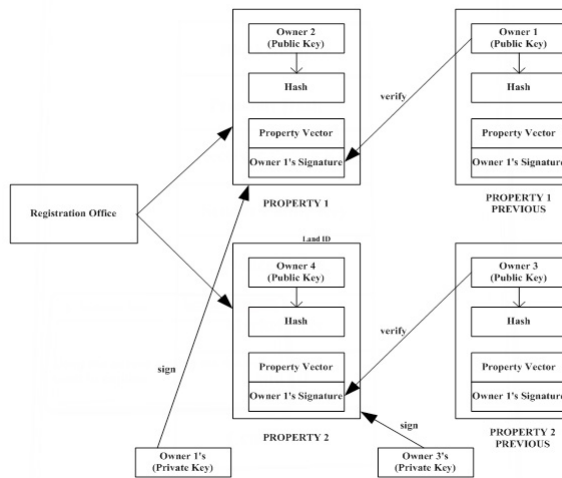 Owner 2
(Public Key)
Hash
Property Vector
Owner 1's Signature
PROPERTY 1
Owner 1
(Public Key)
Hash
Property Vector
Owner 1's Signature
PROPERTY 1
PREVIOUS
verify
Registration Office
Land ID
Owner 4
(Public Key)
Hash
Property Vector
Owner 1's Signature
PROPERTY 2
Owner 3
(Public Key)
Hash
Property Vector
Owner 1's Signature
PROPERTY 2
PREVIOUS
verify
sign
sign
Owner 1's
(Private Key)
Owner 3's
(Private Key)